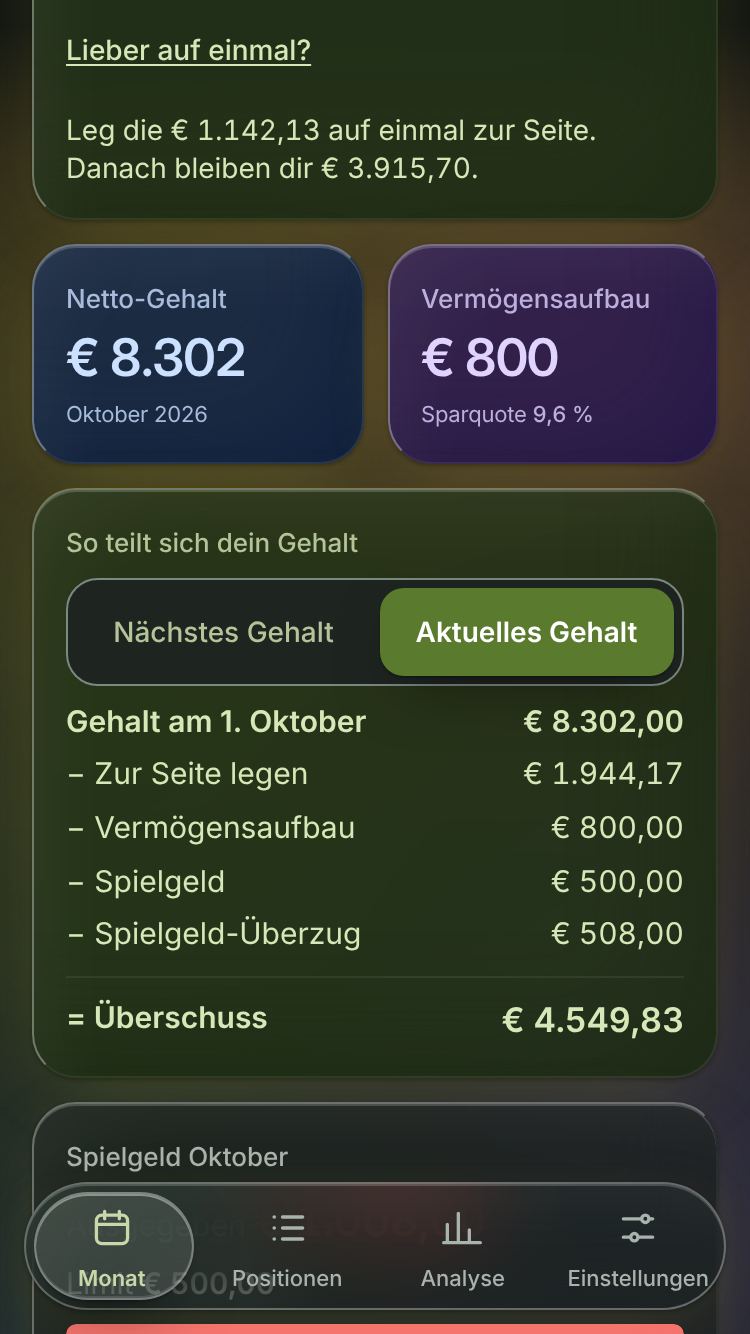 Lieber auf einmal?
Leg die € 1.142,13 auf einmal zur Seite.
Danach bleiben dir € 3.915,70.
Netto-Gehalt
€ 8.302
Oktober 2026
Vermögensaufbau
€ 800
Sparquote 9,6 %
So teilt sich dein Gehalt
Nächstes Gehalt
Aktuelles Gehalt
Gehalt am 1. Oktober € 8.302,00
– Zur Seite legen € 1.944,17
– Vermögensaufbau € 800,00
– Spielgeld € 500,00
– Spielgeld-Überzug € 508,00
= Überschuss € 4.549,83
Spielgeld Oktober
Limit € 500,00
Monat
Positionen
Analyse
Einstellungen